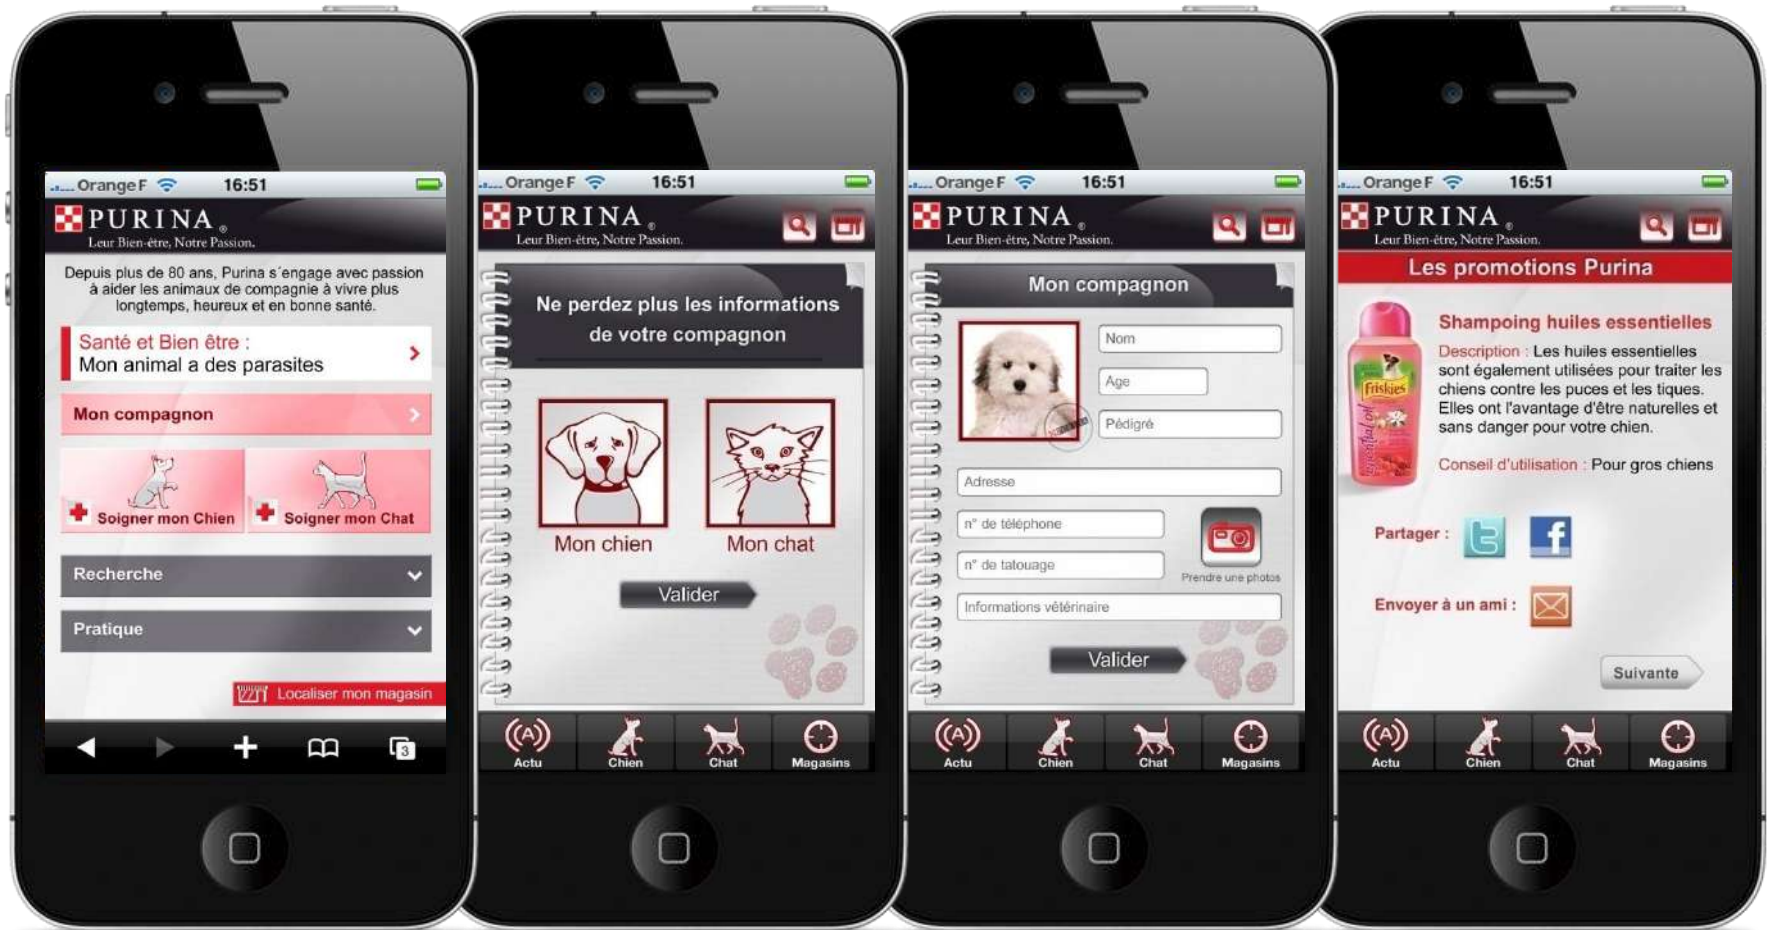 Orange F 16:51
PURINA®
Leur Bien-être, Notre Passion.
Depuis plus de 80 ans, Purina s´engage avec passion
à aider les animaux de compagnie à vivre plus
longtemps, heureux et en bonne santé.
Santé et Bien être :
Mon animal a des parasites
Mon compagnon
Soigner mon Chien
Soigner mon Chat
Recherche
Pratique
Localiser mon magasin
3
Orange F 16:51
PURINA®
Leur Bien-être, Notre Passion.
Ne perdez plus les informations
de votre compagnon
Mon chien
Mon chat
Valider
(A)
Actu
Chien
Chat
Magasins
Orange F 16:51
PURINA®
Leur Bien-être, Notre Passion.
Mon compagnon
Nom
Age
Pédigré
Adresse
n° de téléphone
n° de tatouage
Prendre une photos
Informations vétérinaire
Valider
(A)
Actu
Chien
Chat
Magasins
Orange F 16:51
PURINA®
Leur Bien-être, Notre Passion.
Les promotions Purina
Friskies
essential oil
Shampoing huiles essentielles
Description : Les huiles essentielles
sont également utilisées pour traiter les
chiens contre les puces et les tiques.
Elles ont l'avantage d'être naturelles et
sans danger pour votre chien.
Conseil d'utilisation : Pour gros chiens
Partager :
t
f
Envoyer à un ami :
Suivante
(A)
Actu
Chien
Chat
Magasins